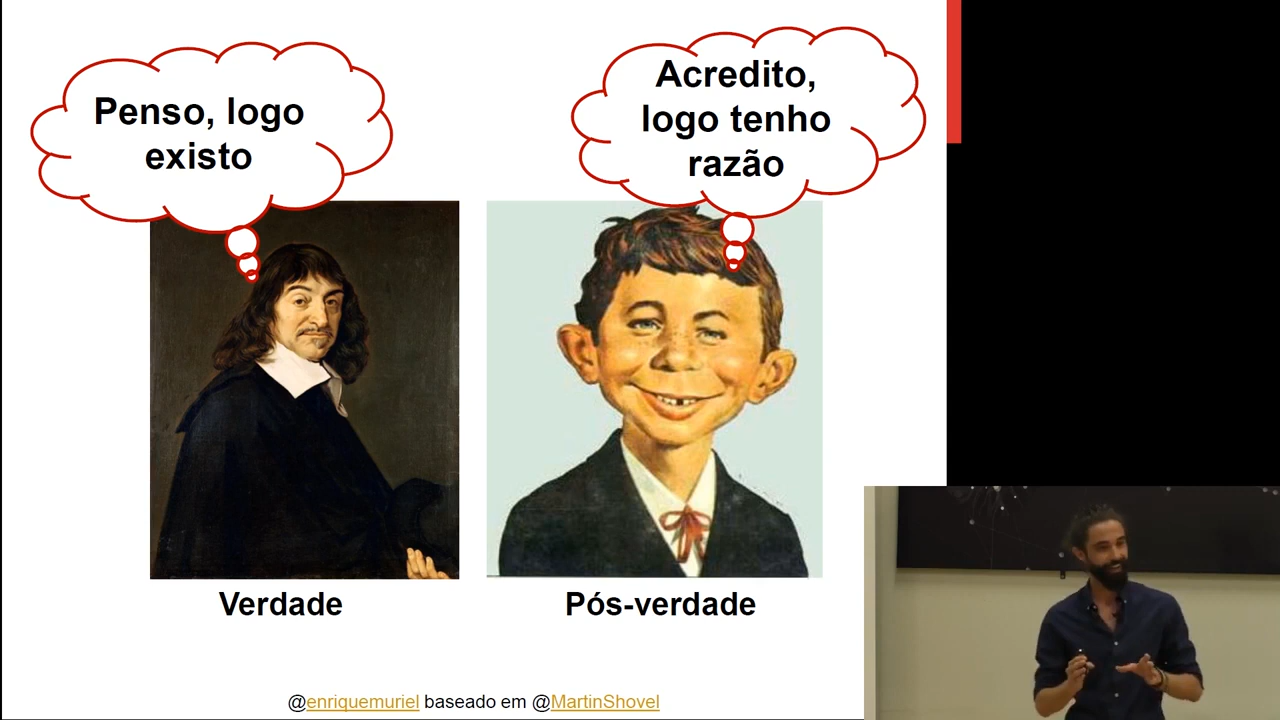 Penso, logo
existo
Acredito,
logo tenho
razão
Verdade
Pós-verdade
@enriquemuriel baseado em @MartinShovel